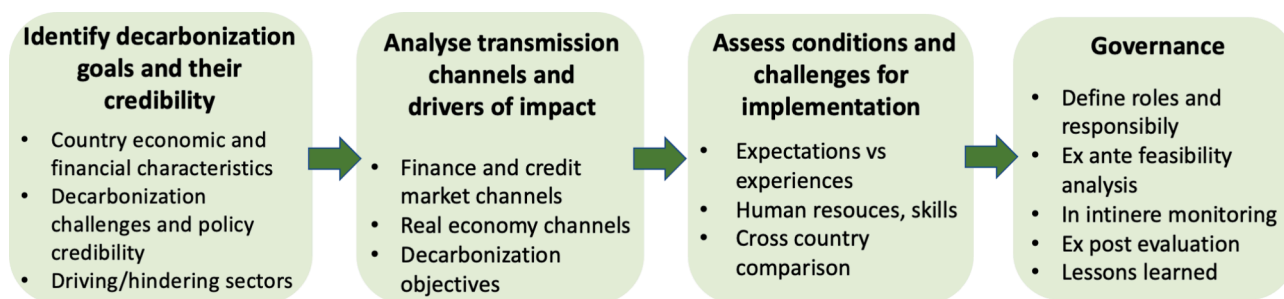 Identify decarbonization
goals and their
credibility
• Country economic and
financial characteristics
• Decarbonization
challenges and policy
credibility
• Driving/hindering sectors
Analyse transmission
channels and
drivers of impact
• Finance and credit
market channels
• Real economy channels
• Decarbonization
objectives
Assess conditions and
challenges for
implementation
• Expectations vs
experiences
• Human resouces, skills
• Cross country
comparison
Governance
• Define roles and
responsibily
• Ex ante feasibility
analysis
• In intinere monitoring
• Ex post evaluation
• Lessons learned